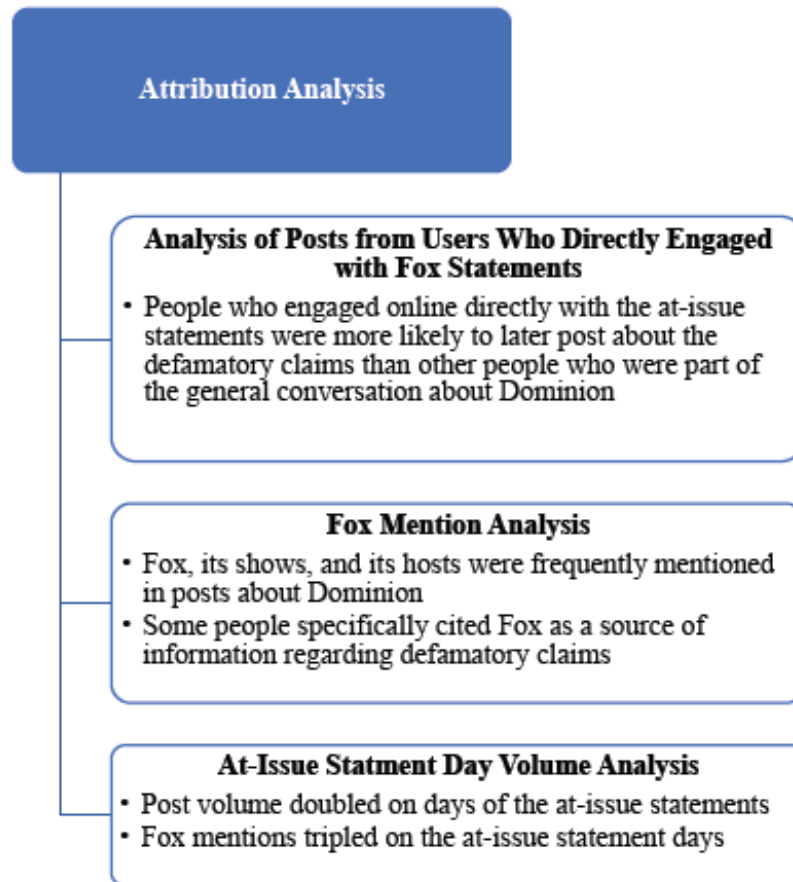 Attribution Analysis
Analysis of Posts from Users Who Directly Engaged
with Fox Statements
• People who engaged online directly with the at-issue
statements were more likely to later post about the
defamatory claims than other people who were part of
the general conversation about Dominion
Fox Mention Analysis
• Fox, its shows, and its hosts were frequently mentioned
in posts about Dominion
• Some people specifically cited Fox as a source of
information regarding defamatory claims
At-Issue Statment Day Volume Analysis
• Post volume doubled on days of the at-issue statements
• Fox mentions tripled on the at-issue statement days